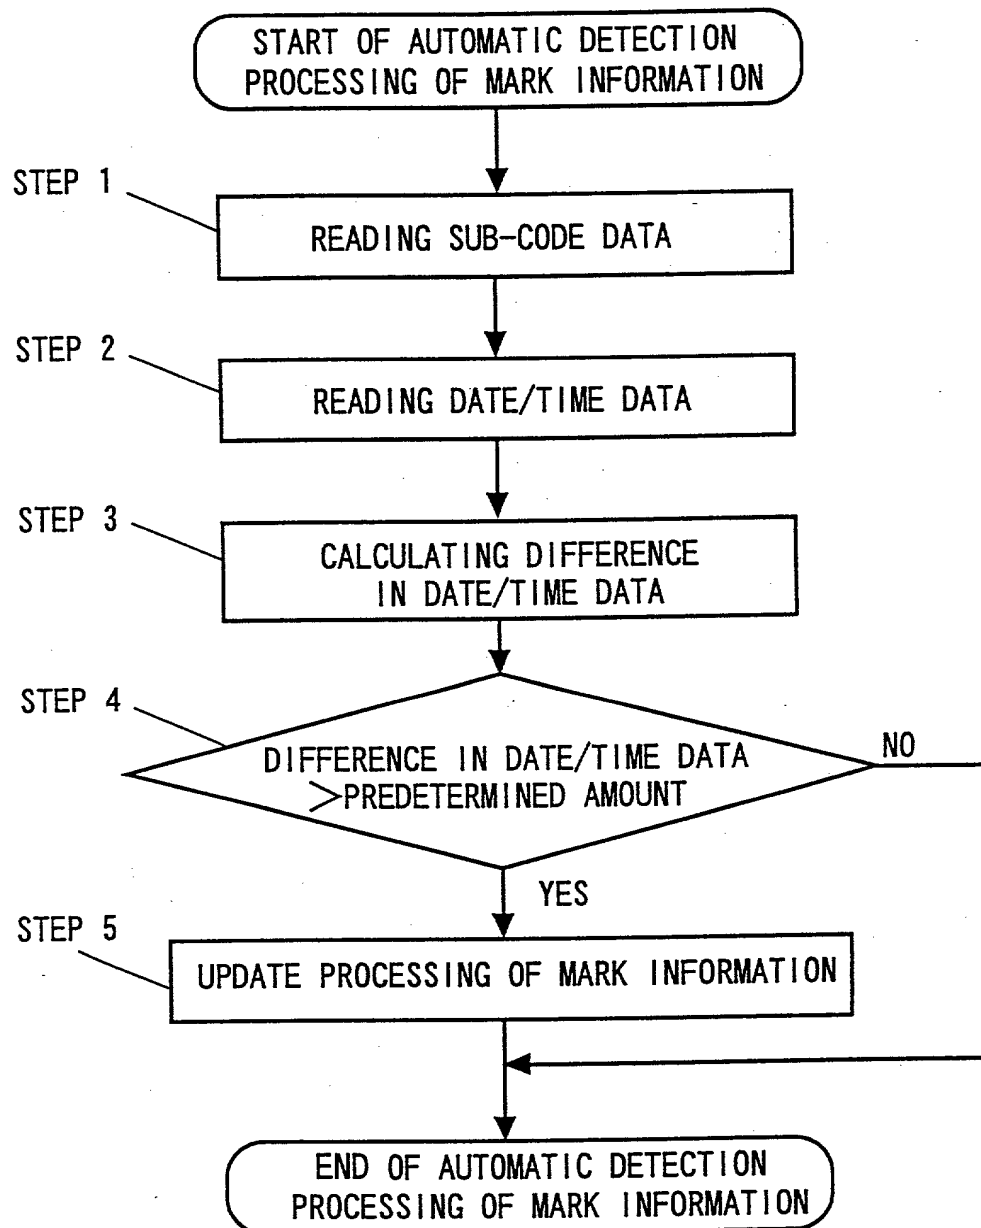 START OF AUTOMATIC DETECTION
PROCESSING OF MARK INFORMATION
STEP 1
READING SUB-CODE DATA
STEP 2
READING DATE/TIME DATA
STEP 3
CALCULATING DIFFERENCE
IN DATE/TIME DATA
STEP 4
DIFFERENCE IN DATE/TIME DATA
>PREDETERMINED AMOUNT
NO
YES
STEP 5
UPDATE PROCESSING OF MARK INFORMATION
END OF AUTOMATIC DETECTION
PROCESSING OF MARK INFORMATION